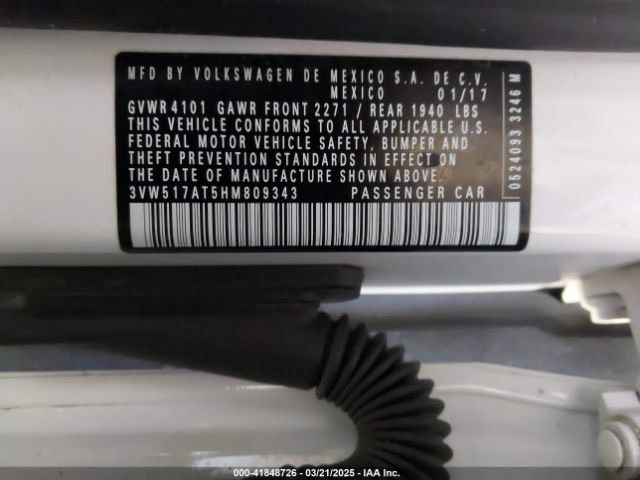 MFD BY VOLKSWAGEN DE MEXICO S.A. DE C.V.
MEXICO 01/17
GVWR 4101 GAWR FRONT 2271 / REAR 1940 LBS
THIS VEHICLE CONFORMS TO ALL APPLICABLE U.S.
FEDERAL MOTOR VEHICLE SAFETY, BUMPER AND
THEFT PREVENTION STANDARDS IN EFFECT ON
THE DATE OF MANUFACTURE SHOWN ABOVE.
3VW517AT5HM809343 PASSENGER CAR
0524093 3246 M
000-41848726 — 03/21/2025 — IAA Inc.